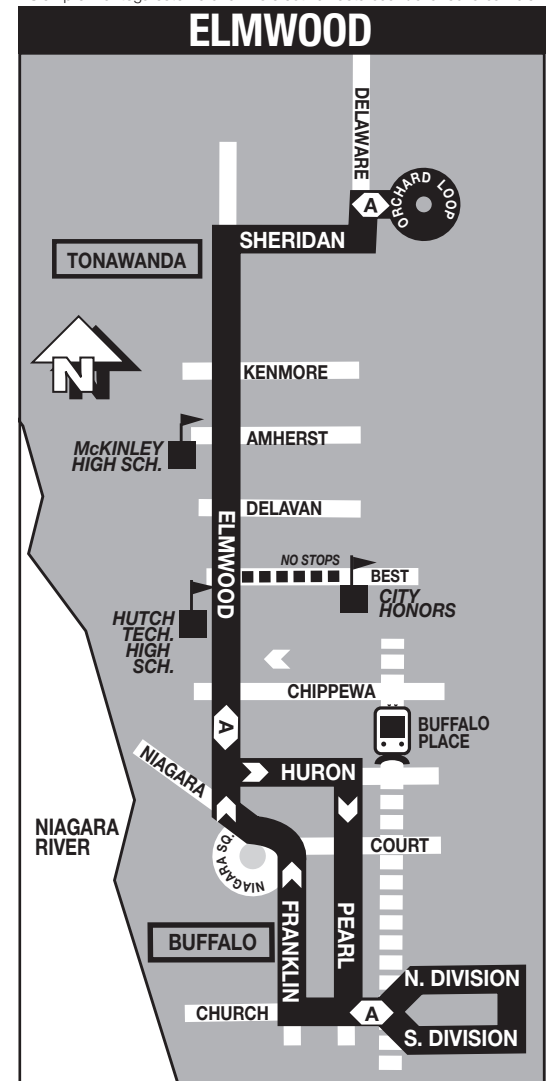 ELMWOOD
DELAWARE
ORCHARD LOOP
A
SHERIDAN
TONAWANDA
N
KENMORE
AMHERST
McKINLEY
HIGH SCH.
DELAVAN
ELMWOOD
NO STOPS
BEST
CITY
HONORS
HUTCH
TECH.
HIGH
SCH.
CHIPPEWA
A
BUFFALO
PLACE
NIAGARA
HURON
NIAGARA
RIVER
NIAGARA SQ.
COURT
FRANKLIN
PEARL
BUFFALO
N. DIVISION
CHURCH
A
S. DIVISION